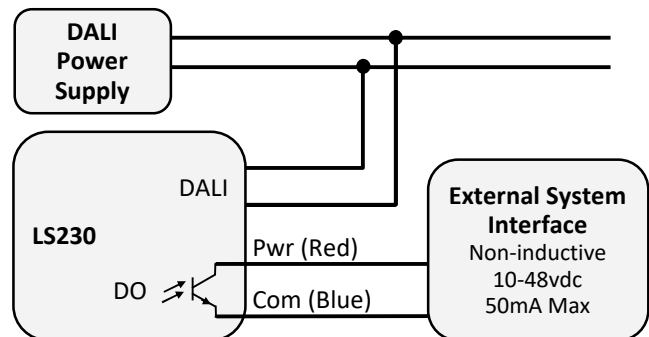 DALI
Power
Supply
DALI
LS230
Pwr (Red)
DO
Com (Blue)
External System
Interface
Non-inductive
10-48vdc
50mA Max